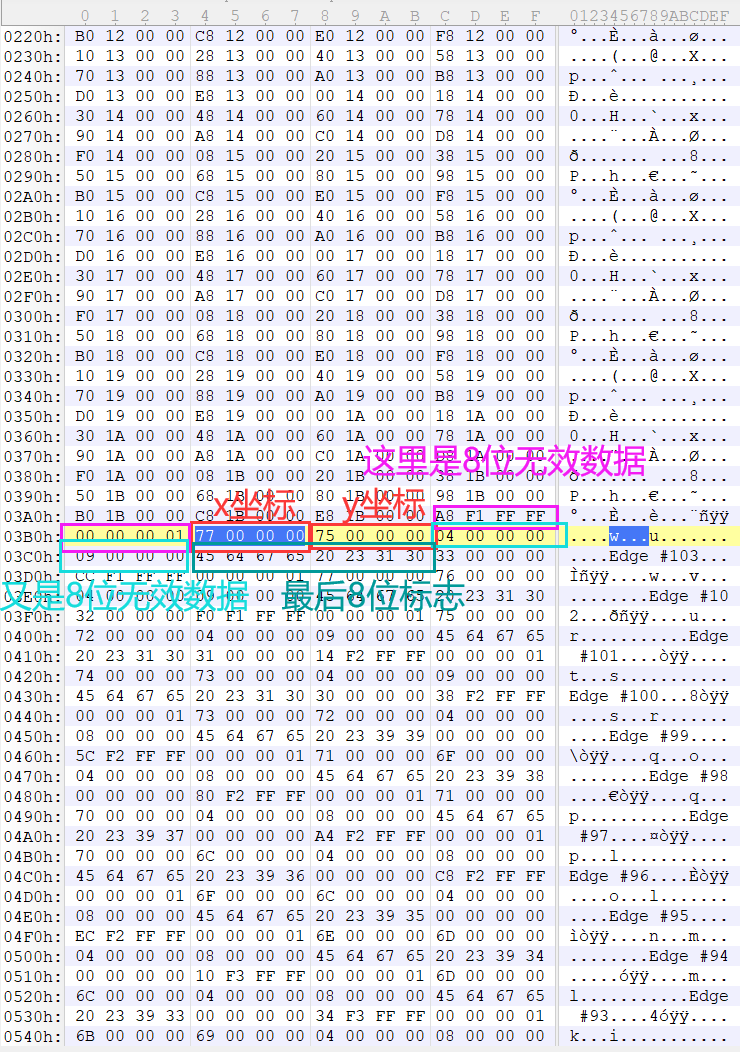 0 1 2 3 4 5 6 7 8 9 A B C D E F 0123456789ABCDEF
0220h: B0 12 00 00 C8 12 00 00 E0 12 00 00 F8 12 00 00 °...È...à...ø...
0230h: 10 13 00 00 28 13 00 00 40 13 00 00 58 13 00 00 ....(...@...X...
0240h: 70 13 00 00 88 13 00 00 A0 13 00 00 B8 13 00 00 p...ˆ... ...¸...
0250h: D0 13 00 00 E8 13 00 00 00 14 00 00 18 14 00 00 Ð...è...........
0260h: 30 14 00 00 48 14 00 00 60 14 00 00 78 14 00 00 0...H...`...x...
0270h: 90 14 00 00 A8 14 00 00 C0 14 00 00 D8 14 00 00 ....¨...À...Ø...
0280h: F0 14 00 00 08 15 00 00 20 15 00 00 38 15 00 00 ð....... ...8...
0290h: 50 15 00 00 68 15 00 00 80 15 00 00 98 15 00 00 P...h...€...˜...
02A0h: B0 15 00 00 C8 15 00 00 E0 15 00 00 F8 15 00 00 °...È...à...ø...
02B0h: 10 16 00 00 28 16 00 00 40 16 00 00 58 16 00 00 ....(...@...X...
02C0h: 70 16 00 00 88 16 00 00 A0 16 00 00 B8 16 00 00 p...ˆ... ...¸...
02D0h: D0 16 00 00 E8 16 00 00 00 17 00 00 18 17 00 00 Ð...è...........
02E0h: 30 17 00 00 48 17 00 00 60 17 00 00 78 17 00 00 0...H...`...x...
02F0h: 90 17 00 00 A8 17 00 00 C0 17 00 00 D8 17 00 00 ....¨...À...Ø...
0300h: F0 17 00 00 08 18 00 00 20 18 00 00 38 18 00 00 ð....... ...8...
0310h: 50 18 00 00 68 18 00 00 80 18 00 00 98 18 00 00 P...h...€...˜...
0320h: B0 18 00 00 C8 18 00 00 E0 18 00 00 F8 18 00 00 °...È...à...ø...
0330h: 10 19 00 00 28 19 00 00 40 19 00 00 58 19 00 00 ....(...@...X...
0340h: 70 19 00 00 88 19 00 00 A0 19 00 00 B8 19 00 00 p...ˆ... ...¸...
0350h: D0 19 00 00 E8 19 00 00 00 1A 00 00 18 1A 00 00 Ð...è...........
0360h: 30 1A 00 00 48 1A 00 00 60 1A 00 00 78 1A 00 00 0...H...`...x...
0370h: 90 1A 00 00 A8 1A 00 00 C0 1A 00 00 D8 1A 00 00 ....¨...À...Ø...
这里是8位无效数据
0380h: F0 1A 00 00 08 1B 00 00 20 1B 00 00 38 1B 00 00 ð....... ...8...
0390h: 50 1B 00 00 68 1B 00 00 80 1B 00 00 98 1B 00 00 P...h...€...˜...
x坐标 y坐标
03A0h: B0 1B 00 00 C8 1B 00 00 E8 1B 00 00 A8 F1 FF FF °...È...è...¨ñÿÿ
03B0h: 00 00 00 01 77 00 00 00 75 00 00 00 04 00 00 00 ....w...u.......
03C0h: 09 00 00 00 45 64 67 65 20 23 31 30 33 00 00 00 ....Edge #103...
03D0h: CC F1 FF FF 00 00 00 01 77 00 00 00 76 00 00 00 Ìñÿÿ....w...v...
又是8位无效数据 最后8位标志
03E0h: 04 00 00 00 09 00 00 00 45 64 67 65 20 23 31 30 ........Edge #10
03F0h: 32 00 00 00 F0 F1 FF FF 00 00 00 01 75 00 00 00 2...ðñÿÿ....u...
0400h: 72 00 00 00 04 00 00 00 09 00 00 00 45 64 67 65 r...........Edge
0410h: 20 23 31 30 31 00 00 00 14 F2 FF FF 00 00 00 01 #101....òÿÿ....
0420h: 74 00 00 00 73 00 00 00 04 00 00 00 09 00 00 00 t...s...........
0430h: 45 64 67 65 20 23 31 30 30 00 00 00 38 F2 FF FF Edge #100...8òÿÿ
0440h: 00 00 00 01 73 00 00 00 72 00 00 00 04 00 00 00 ....s...r.......
0450h: 08 00 00 00 45 64 67 65 20 23 39 39 00 00 00 00 ....Edge #99....
0460h: 5C F2 FF FF 00 00 00 01 71 00 00 00 6F 00 00 00 \òÿÿ....q...o...
0470h: 04 00 00 00 08 00 00 00 45 64 67 65 20 23 39 38 ........Edge #98
0480h: 00 00 00 00 80 F2 FF FF 00 00 00 01 71 00 00 00 ....€òÿÿ....q...
0490h: 70 00 00 00 04 00 00 00 08 00 00 00 45 64 67 65 p...........Edge
04A0h: 20 23 39 37 00 00 00 00 A4 F2 FF FF 00 00 00 01 #97....¤òÿÿ....
04B0h: 70 00 00 00 6C 00 00 00 04 00 00 00 08 00 00 00 p...l...........
04C0h: 45 64 67 65 20 23 39 36 00 00 00 00 C8 F2 FF FF Edge #96....Èòÿÿ
04D0h: 00 00 00 01 6F 00 00 00 6C 00 00 00 04 00 00 00 ....o...l.......
04E0h: 08 00 00 00 45 64 67 65 20 23 39 35 00 00 00 00 ....Edge #95....
04F0h: EC F2 FF FF 00 00 00 01 6E 00 00 00 6D 00 00 00 ìòÿÿ....n...m...
0500h: 04 00 00 00 08 00 00 00 45 64 67 65 20 23 39 34 ........Edge #94
0510h: 00 00 00 00 10 F3 FF FF 00 00 00 01 6D 00 00 00 .....óÿÿ....m...
0520h: 6C 00 00 00 04 00 00 00 08 00 00 00 45 64 67 65 l...........Edge
0530h: 20 23 39 33 00 00 00 00 34 F3 FF FF 00 00 00 01 #93....4óÿÿ....
0540h: 6B 00 00 00 69 00 00 00 04 00 00 00 08 00 00 00 k...i...........